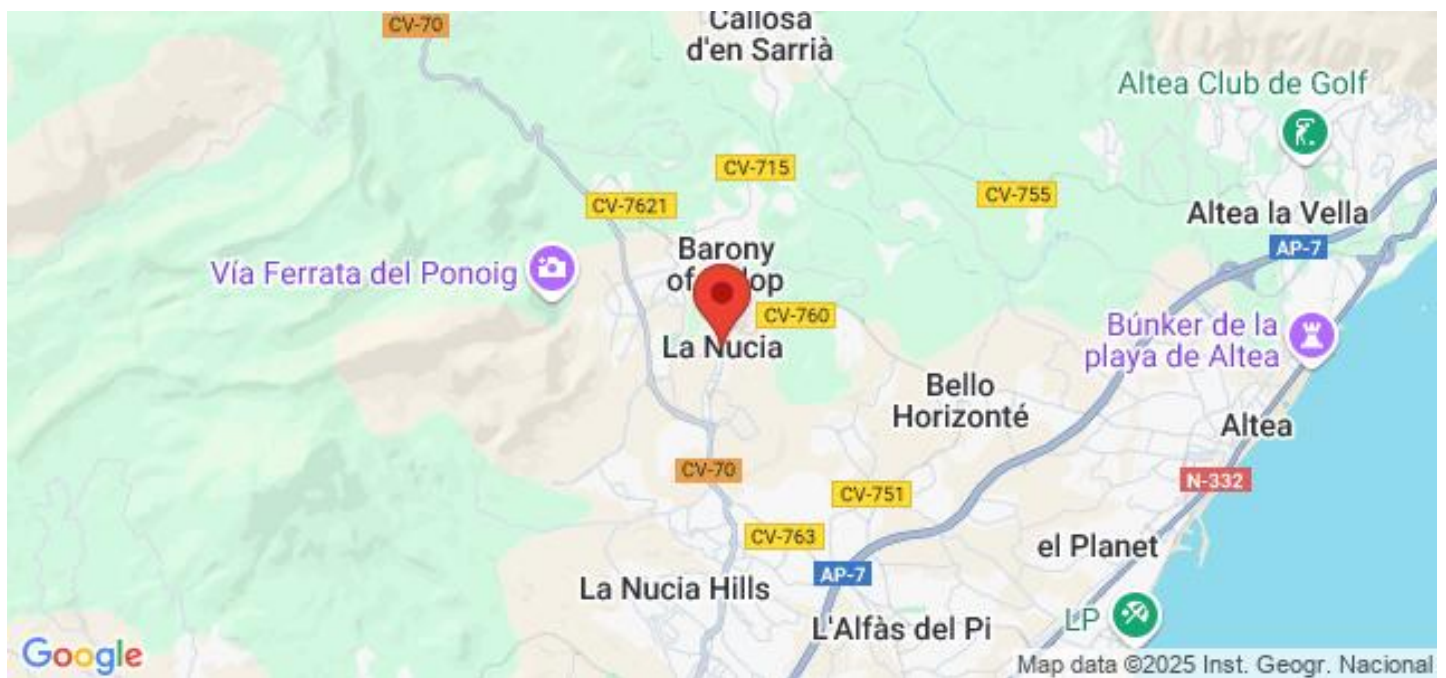 CV-70
Callosa
d'en Sarrià
Altea Club de Golf
CV-715
CV-755
CV-7621
Altea la Vella
AP-7
Barony
of
lop
Vía Ferrata del Ponoig
CV-760
Búnker de la
playa de Altea
La Nucia
Bello
Horizonté
Altea
CV-70
N-332
CV-751
CV-763
el Planet
AP-7
La Nucia Hills
LP
L'Alfàs del Pi
Google
Map data ©2025 Inst. Geogr. Nacional